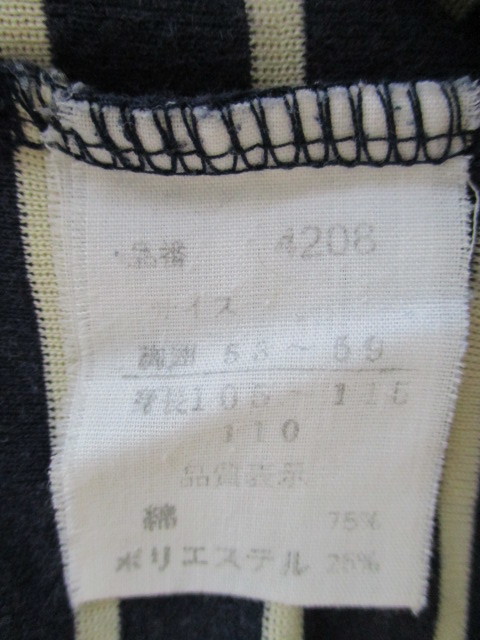 品番 4208
サイズ
胸囲 53～59
身長105～115
110
品質表示
綿 75%
ポリエステル 25%